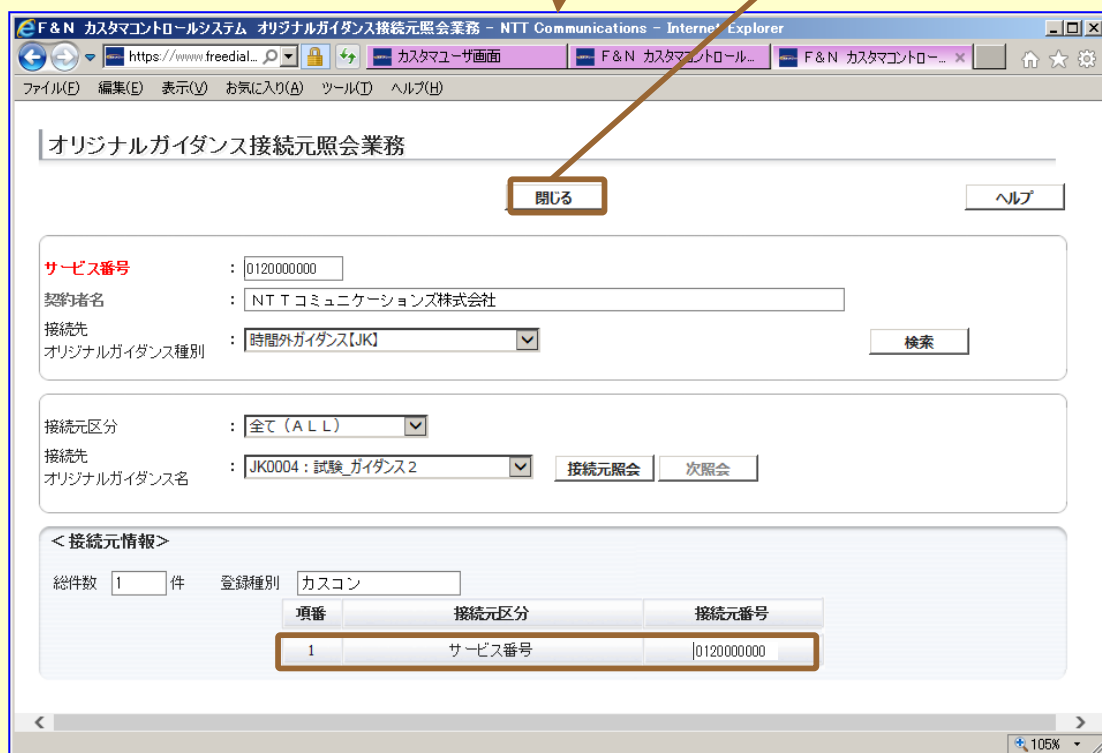 F&N カスタマコントロールシステム オリジナルガイダンス接続元照会業務 - NTT Communications - Internet Explorer
https://www.freedial... カスタマユーザ画面 F&N カスタマコントロール... F&N カスタマコントロー...
ファイル(F) 編集(E) 表示(V) お気に入り(A) ツール(T) ヘルプ(H)
オリジナルガイダンス接続元照会業務
閉じる ヘルプ
サービス番号 : 0120000000
契約者名 : NTTコミュニケーションズ株式会社
接続先
オリジナルガイダンス種別 : 時間外ガイダンス【JK】 検索
接続元区分 : 全て(ALL)
接続先
オリジナルガイダンス名 : JK0004:試験_ガイダンス2 接続元照会 次照会
<接続元情報>
総件数 1 件 登録種別 カスコン
項番 接続元区分 接続元番号
1 サービス番号 0120000000
105%